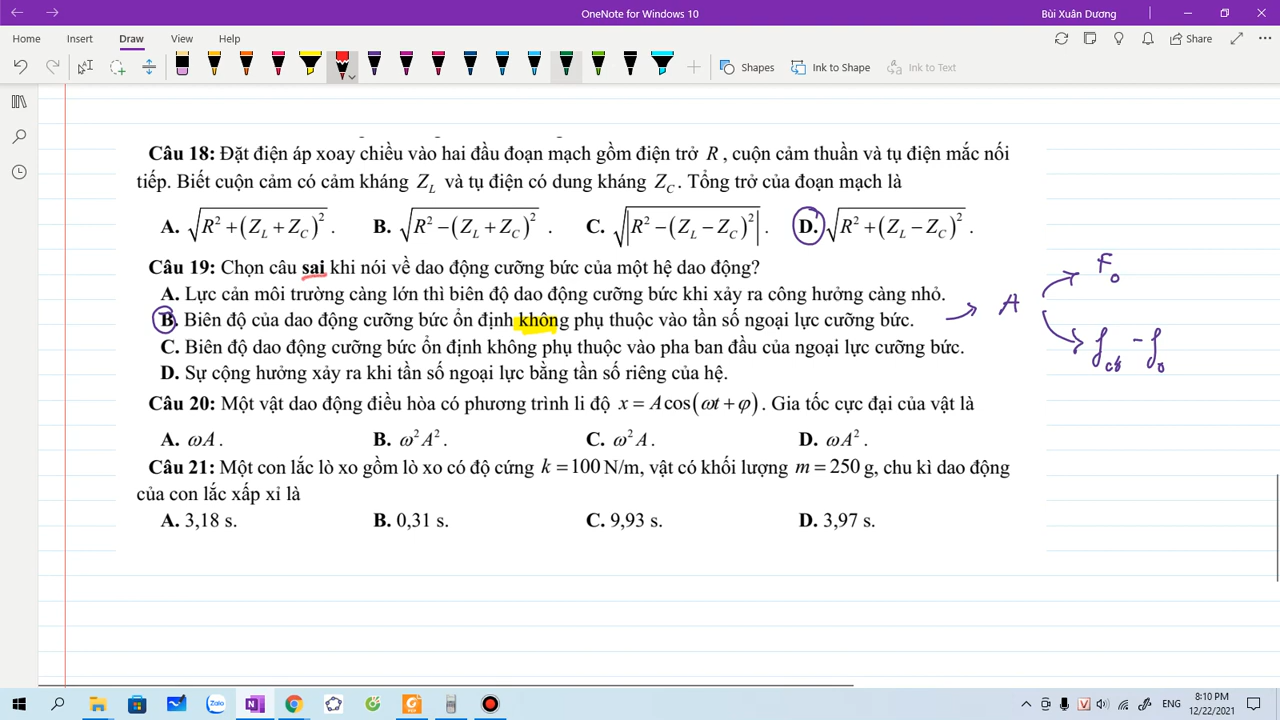 OneNote for Windows 10
Bùi Xuân Dương
Home Insert Draw View Help
Share
Shapes Ink to Shape Ink to Text
Câu 18: Đặt điện áp xoay chiều vào hai đầu đoạn mạch gồm điện trở R, cuộn cảm thuần và tụ điện mắc nối
tiếp. Biết cuộn cảm có cảm kháng Z_L và tụ điện có dung kháng Z_C. Tổng trở của đoạn mạch là
A. √(R² + (Z_L + Z_C)²). B. √(R² − (Z_L + Z_C)²). C. √|R² − (Z_L − Z_C)²|. D. √(R² + (Z_L − Z_C)²).
Câu 19: Chọn câu sai khi nói về dao động cưỡng bức của một hệ dao động?
A. Lực cản môi trường càng lớn thì biên độ dao động cưỡng bức khi xảy ra công hưởng càng nhỏ.
B. Biên độ của dao động cưỡng bức ổn định không phụ thuộc vào tần số ngoại lực cưỡng bức.
C. Biên độ dao động cưỡng bức ổn định không phụ thuộc vào pha ban đầu của ngoại lực cưỡng bức.
D. Sự cộng hưởng xảy ra khi tần số ngoại lực bằng tần số riêng của hệ.
A
F₀
f_cb - f₀
Câu 20: Một vật dao động điều hòa có phương trình li độ x = A cos(ωt + φ). Gia tốc cực đại của vật là
A. ωA. B. ω²A². C. ω²A. D. ωA².
Câu 21: Một con lắc lò xo gồm lò xo có độ cứng k = 100 N/m, vật có khối lượng m = 250 g, chu kì dao động
của con lắc xấp xỉ là
A. 3,18 s. B. 0,31 s. C. 9,93 s. D. 3,97 s.
Zalo
V
8:10 PM
ENG
12/22/2021